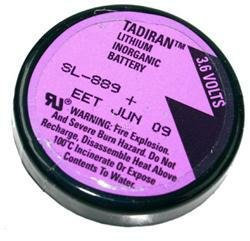 TADIRAN™
LITHIUM
INORGANIC
BATTERY
3.6 VOLTS
SL-889 +
EET JUN 09
WARNING: Fire Explosion.
And Severe Burn Hazard. Do Not
Recharge. Disassemble Heat Above
100°C Incinerate Or Expose
Contents To Water.